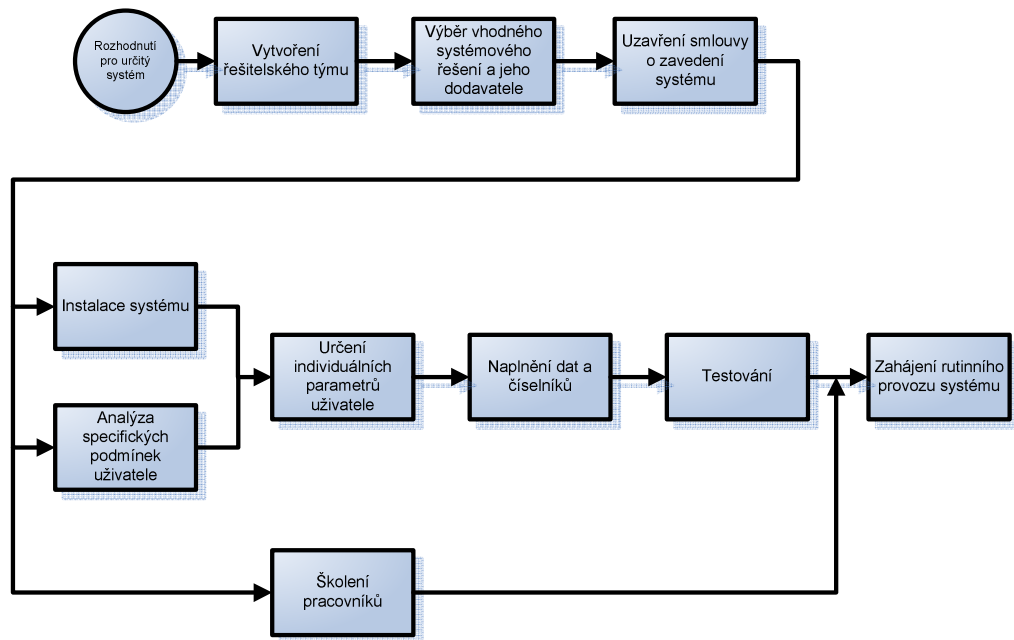 Rozhodnutí
pro určitý
systém
Vytvoření
řešitelského týmu
Výběr vhodného
systémového
řešení a jeho
dodavatele
Uzavření smlouvy
o zavedení
systému
Instalace systému
Analýza
specifických
podmínek
uživatele
Určení
individuálních
parametrů
uživatele
Naplnění dat a
číselníků
Testování
Zahájení rutinního
provozu systému
Školení
pracovníků